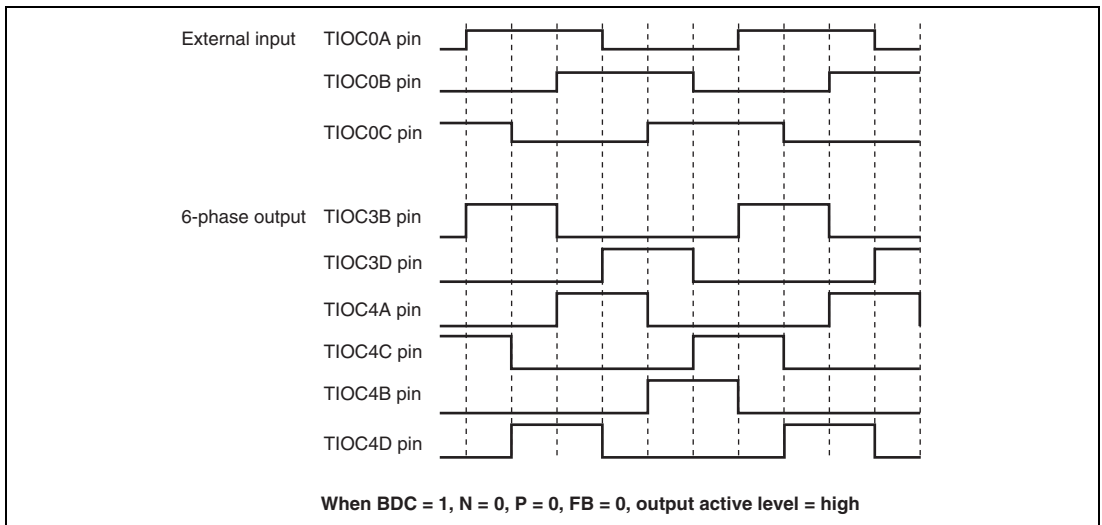 External input TIOC0A pin
TIOC0B pin
TIOC0C pin
6-phase output TIOC3B pin
TIOC3D pin
TIOC4A pin
TIOC4C pin
TIOC4B pin
TIOC4D pin
When BDC = 1, N = 0, P = 0, FB = 0, output active level = high